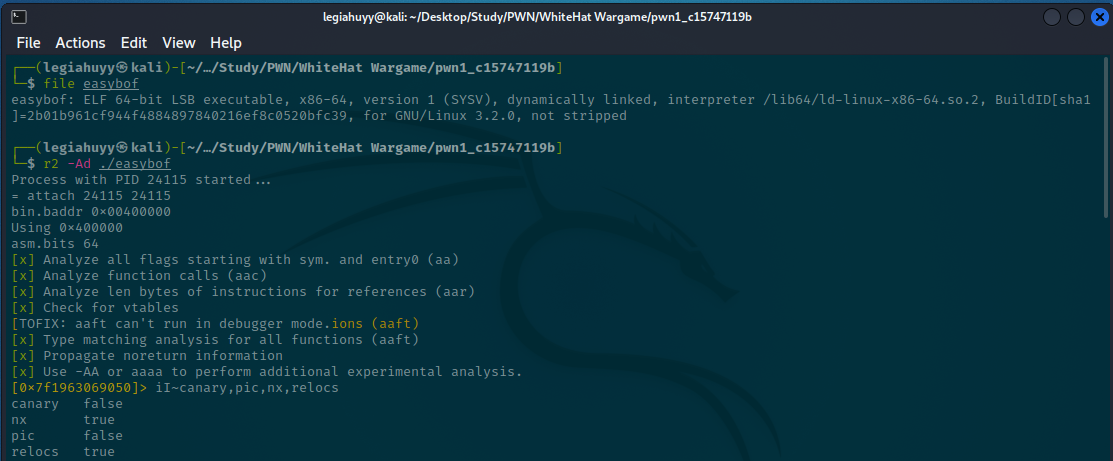 legiahuyy@kali: ~/Desktop/Study/PWN/WhiteHat Wargame/pwn1_c15747119b
File Actions Edit View Help
┌──(legiahuyy㉿kali)-[~/…/Study/PWN/WhiteHat Wargame/pwn1_c15747119b]
└─$ file easybof
easybof: ELF 64-bit LSB executable, x86-64, version 1 (SYSV), dynamically linked, interpreter /lib64/ld-linux-x86-64.so.2, BuildID[sha1
]=2b01b961cf944f4884897840216ef8c0520bfc39, for GNU/Linux 3.2.0, not stripped
┌──(legiahuyy㉿kali)-[~/…/Study/PWN/WhiteHat Wargame/pwn1_c15747119b]
└─$ r2 -Ad ./easybof
Process with PID 24115 started...
= attach 24115 24115
bin.baddr 0x00400000
Using 0x400000
asm.bits 64
[x] Analyze all flags starting with sym. and entry0 (aa)
[x] Analyze function calls (aac)
[x] Analyze len bytes of instructions for references (aar)
[x] Check for vtables
[TOFIX: aaft can't run in debugger mode.ions (aaft)
[x] Type matching analysis for all functions (aaft)
[x] Propagate noreturn information
[x] Use -AA or aaaa to perform additional experimental analysis.
[0x7f1963069050]> iI~canary,pic,nx,relocs
canary false
nx true
pic false
relocs true